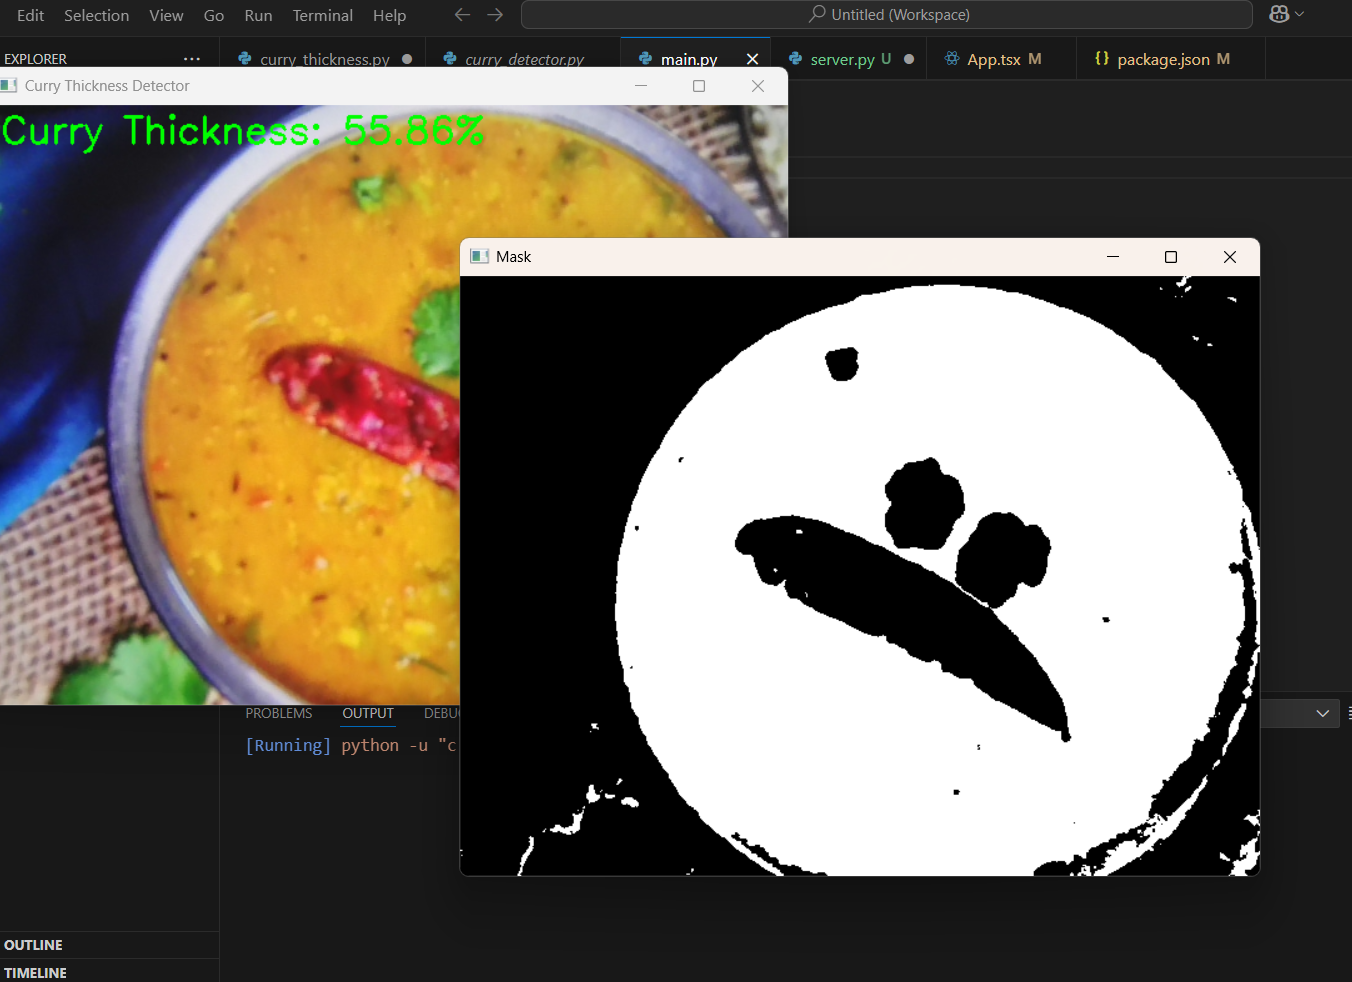 Edit Selection View Go Run Terminal Help Untitled (Workspace)
EXPLORER ··· curry_thickness.py curry_detector.py main.py server.py U App.tsx M {} package.json M
Curry Thickness Detector
Curry Thickness: 55.86%
Mask
PROBLEMS OUTPUT
[Running] python -u "c
OUTLINE
TIMELINE